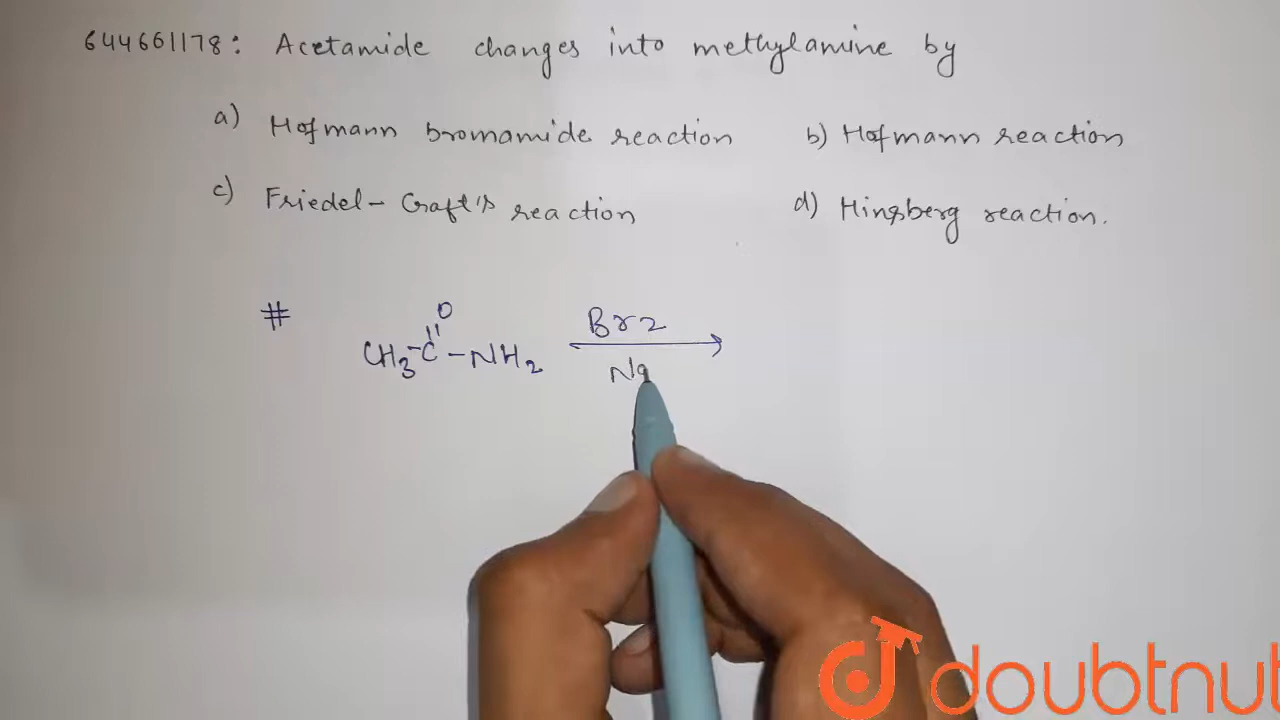 644661178: Acetamide changes into methylamine by
a) Hofmann bromamide reaction b) Hofmann reaction
c) Friedel-Craft's reaction d) Hinsberg reaction.
#
O
CH3-C-NH2
Br2
Na
doubtnut